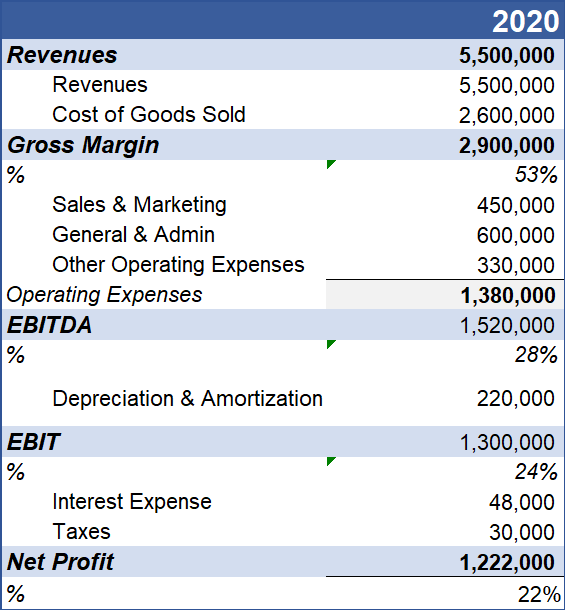 2020
Revenues 5,500,000
Revenues 5,500,000
Cost of Goods Sold 2,600,000
Gross Margin 2,900,000
% 53%
Sales & Marketing 450,000
General & Admin 600,000
Other Operating Expenses 330,000
Operating Expenses 1,380,000
EBITDA 1,520,000
% 28%
Depreciation & Amortization 220,000
EBIT 1,300,000
% 24%
Interest Expense 48,000
Taxes 30,000
Net Profit 1,222,000
% 22%